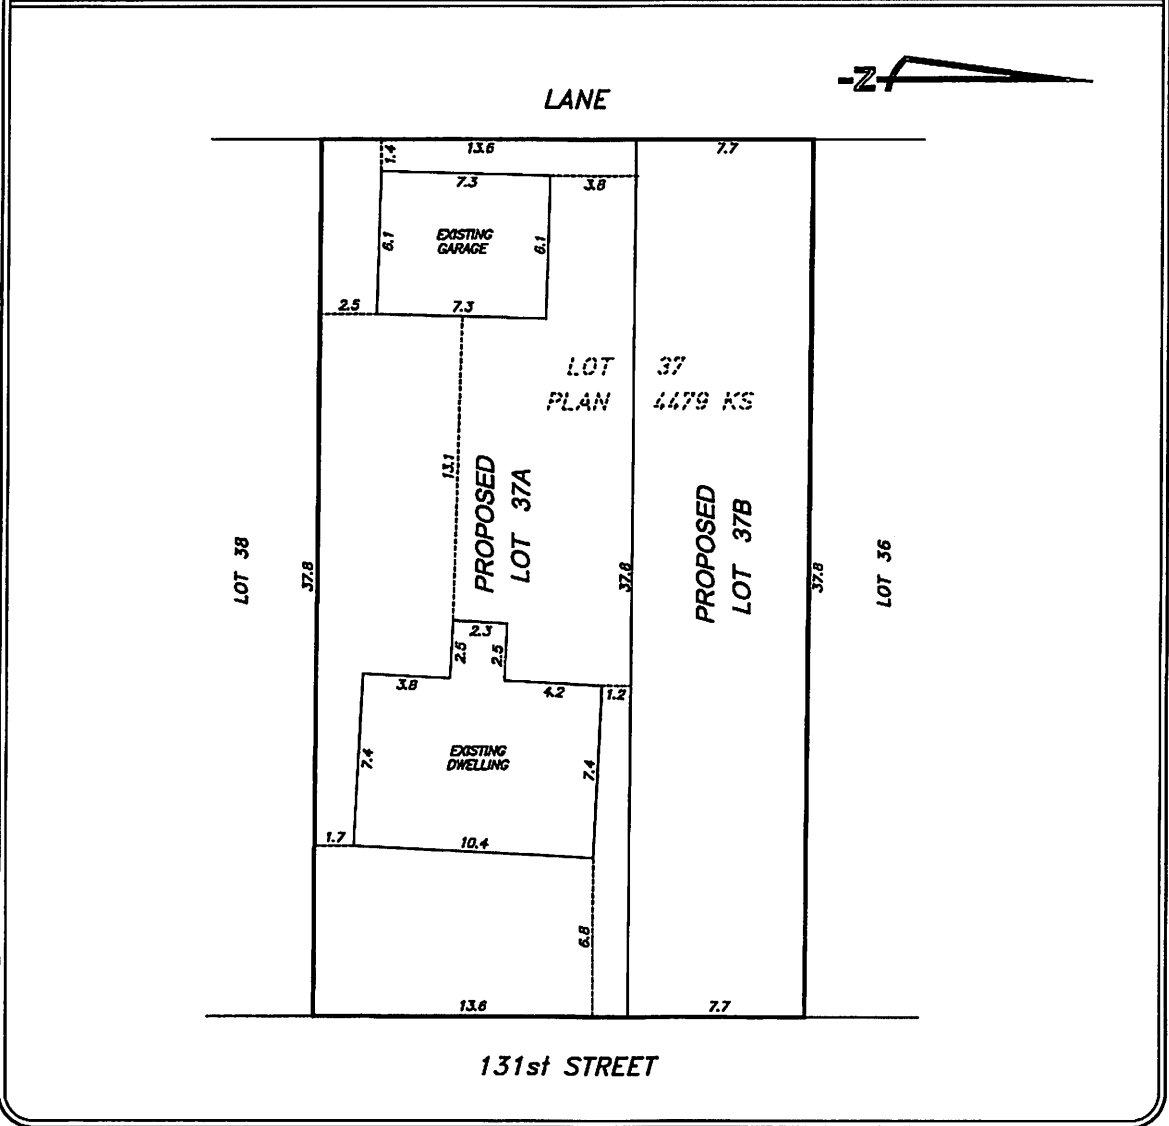 -Z-
LANE
13.6
7.7
1.4
7.3
3.8
6.1
EXISTING
GARAGE
6.1
2.5
7.3
LOT 37
PLAN 4479 KS
13.1
PROPOSED
LOT 37A
PROPOSED
LOT 37B
LOT 38
37.8
37.8
37.8
LOT 36
2.3
2.5
2.5
3.8
4.2
1.2
7.4
EXISTING
DWELLING
7.4
1.7
10.4
6.8
13.6
7.7
131st STREET